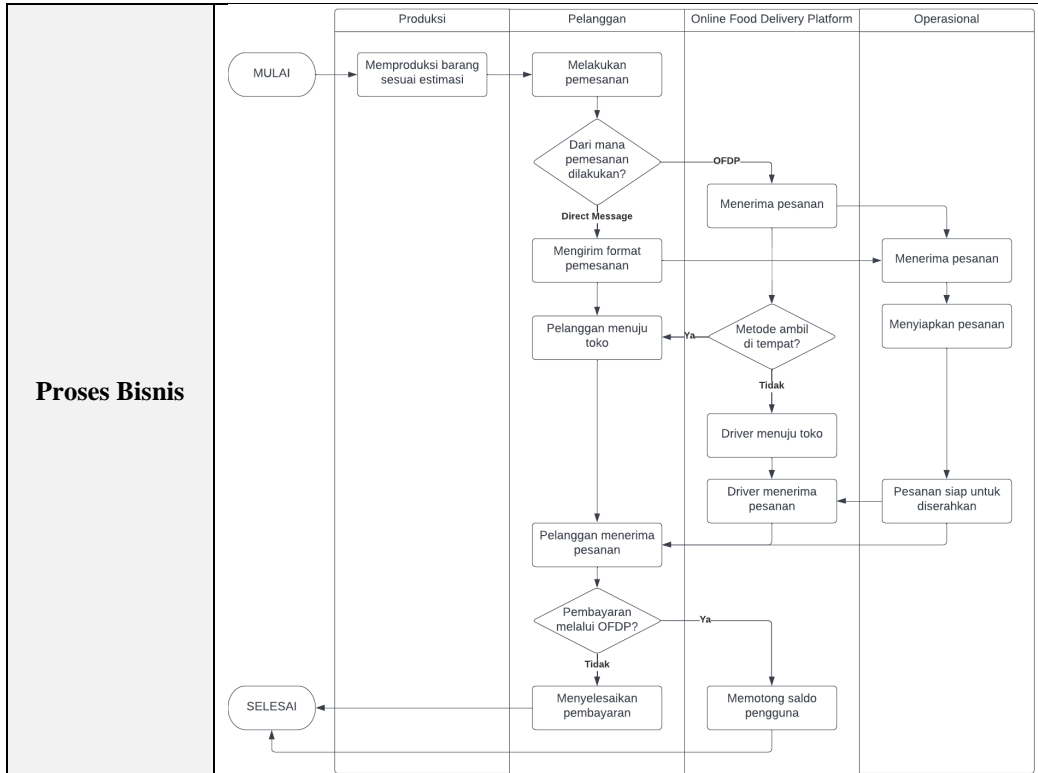 Proses Bisnis
Produksi
Pelanggan
Online Food Delivery Platform
Operasional
MULAI
Memproduksi barang
sesuai estimasi
Melakukan
pemesanan
Dari mana
pemesanan
dilakukan?
OFDP
Menerima pesanan
Direct Message
Mengirim format
pemesanan
Menerima pesanan
Pelanggan menuju
toko
Ya
Metode ambil
di tempat?
Menyiapkan pesanan
Tidak
Driver menuju toko
Driver menerima
pesanan
Pesanan siap untuk
diserahkan
Pelanggan menerima
pesanan
Pembayaran
melalui OFDP?
Ya
Tidak
SELESAI
Menyelesaikan
pembayaran
Memotong saldo
pengguna